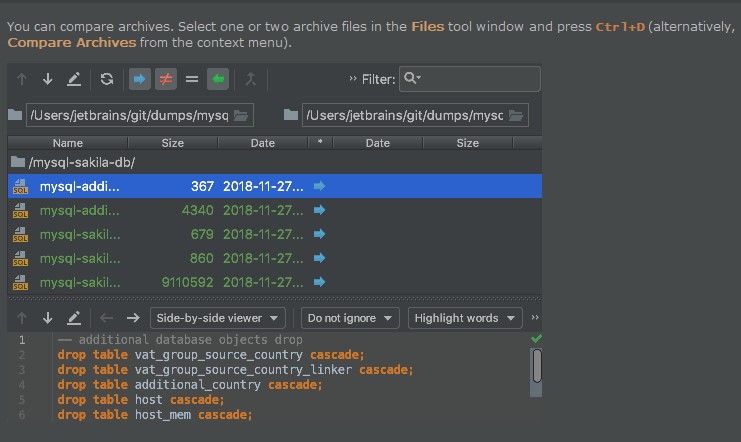 You can compare archives. Select one or two archive files in the Files tool window and press Ctrl+D (alternatively,
Compare Archives from the context menu).
» Filter:
/Users/jetbrains/git/dumps/mysq /Users/jetbrains/git/dumps/mysq
Name Size Date * Date Size
/mysql-sakila-db/
mysql-addi... 367 2018-11-27...
mysql-addi... 4340 2018-11-27...
mysql-sakil... 679 2018-11-27...
mysql-sakil... 860 2018-11-27...
mysql-sakil... 9110592 2018-11-27...
Side-by-side viewer Do not ignore Highlight words »
1 -- additional database objects drop
2 drop table vat_group_source_country cascade;
3 drop table vat_group_source_country_linker cascade;
4 drop table additional_country cascade;
5 drop table host cascade;
6 drop table host_mem cascade;